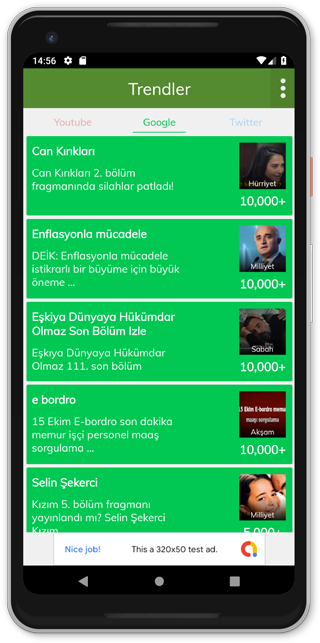 14:56
Trendler
Youtube
Google
Twitter
Can Kırıkları
Can Kırıkları 2. bölüm
fragmanında silahlar patladı!
Hürriyet
10,000+
Enflasyonla mücadele
DEİK: Enflasyonla mücadele
istikrarlı bir büyüme için büyük
öneme ...
Milliyet
10,000+
Eşkiya Dünyaya Hükümdar
Olmaz Son Bölüm Izle
Eşkıya Dünyaya Hükümdar
Olmaz 111. son bölüm
Sabah
10,000+
e bordro
15 Ekim E-bordro son dakika
memur işçi personel maaş
sorgulama ...
15 Ekim E-bordro memu
maaşı sorgulama
Akşam
10,000+
Selin Şekerci
Kızım 5. bölüm fragmanı
yayınlandı mı? Selin Şekerci
Kızım
Milliyet
5,000+
Nice job!
This a 320x50 test ad.